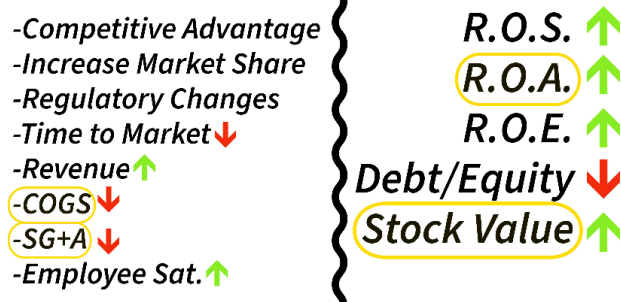 -Competitive Advantage
-Increase Market Share
-Regulatory Changes
-Time to Market
-Revenue
-COGS
-SG+A
-Employee Sat.
R.O.S.
R.O.A.
R.O.E.
Debt/Equity
Stock Value